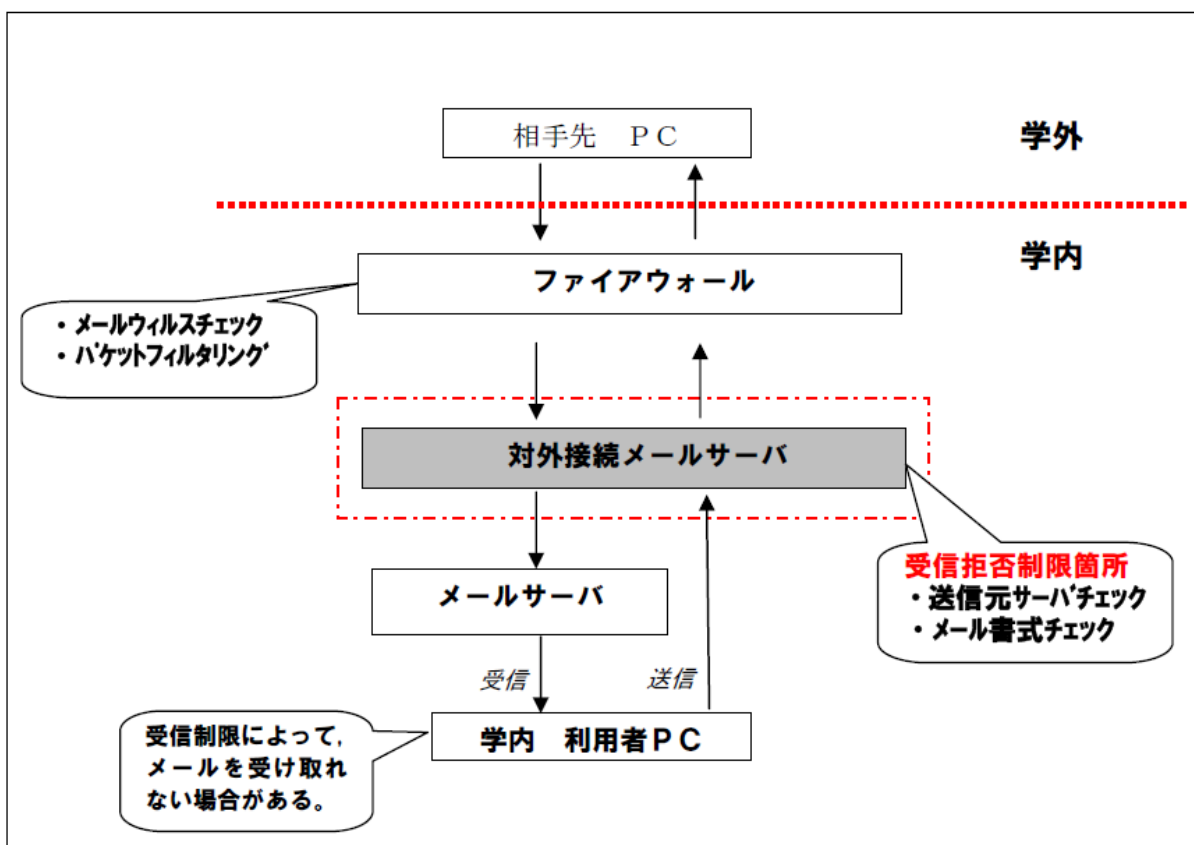 相手先　ＰＣ
学外
学内
ファイアウォール
・メールウィルスチェック
・パケットフィルタリング
対外接続メールサーバ
受信拒否制限箇所
・送信元サーバチェック
・メール書式チェック
メールサーバ
受信
送信
学内　利用者ＰＣ
受信制限によって，
メールを受け取れ
ない場合がある。